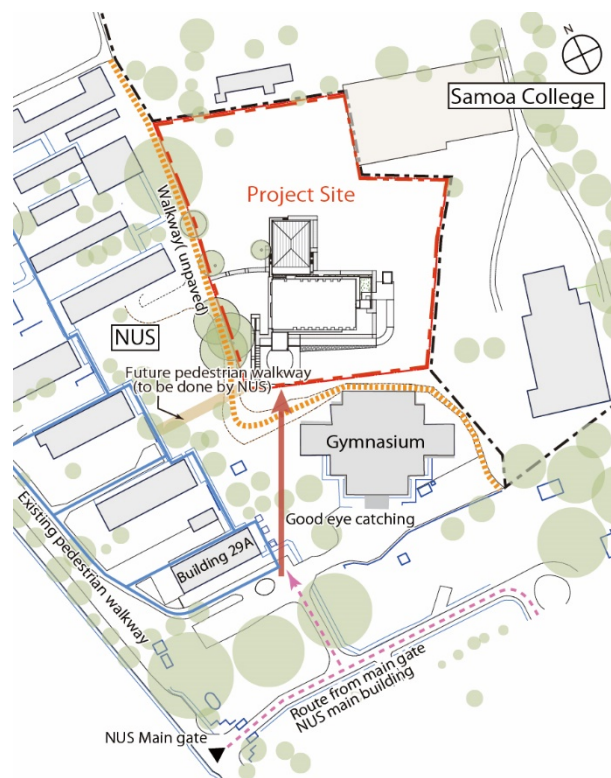 N
Samoa College
Project Site
Walkway( unpaved)
NUS
Future pedestrian walkway
(to be done by NUS)
Gymnasium
Good eye catching
Building 29A
Existing pedestrian walkway
Route from main gate
NUS main building
NUS Main gate